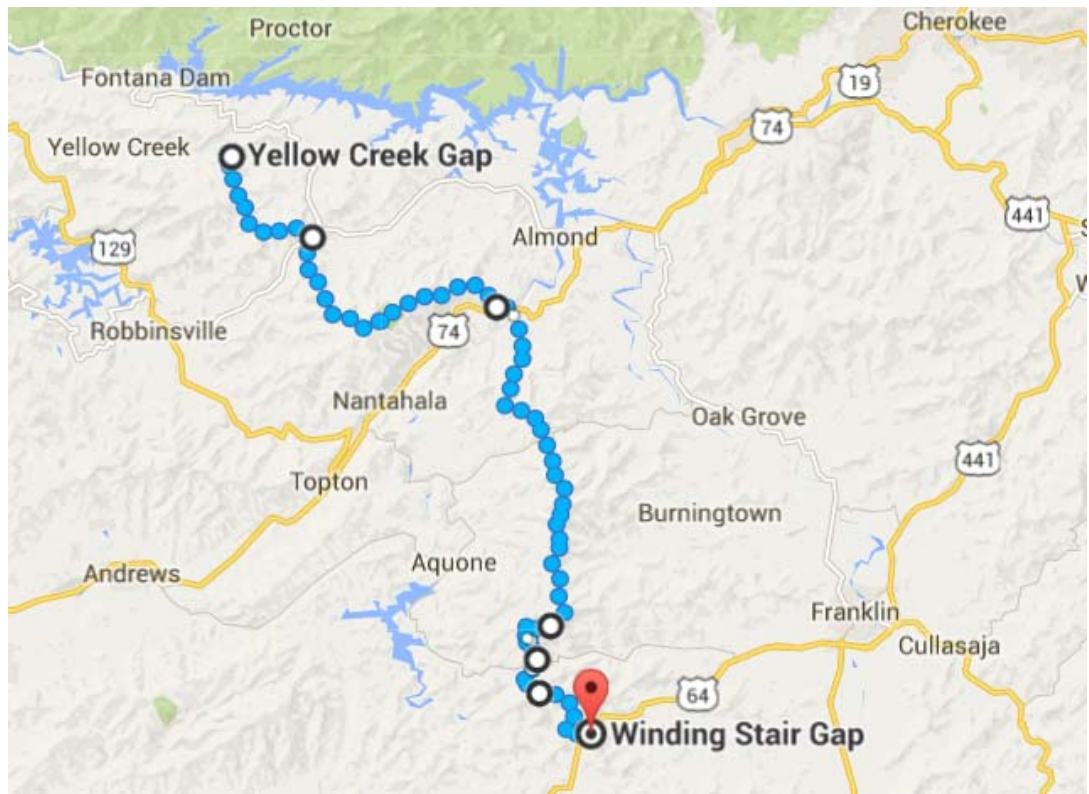 Proctor
Cherokee
Fontana Dam
19
74
Yellow Creek
Yellow Creek Gap
441
S
129
Almond
W
Robbinsville
74
Nantahala
Oak Grove
441
Topton
Burningtown
Aquone
Andrews
Franklin
Cullasaja
64
Winding Stair Gap